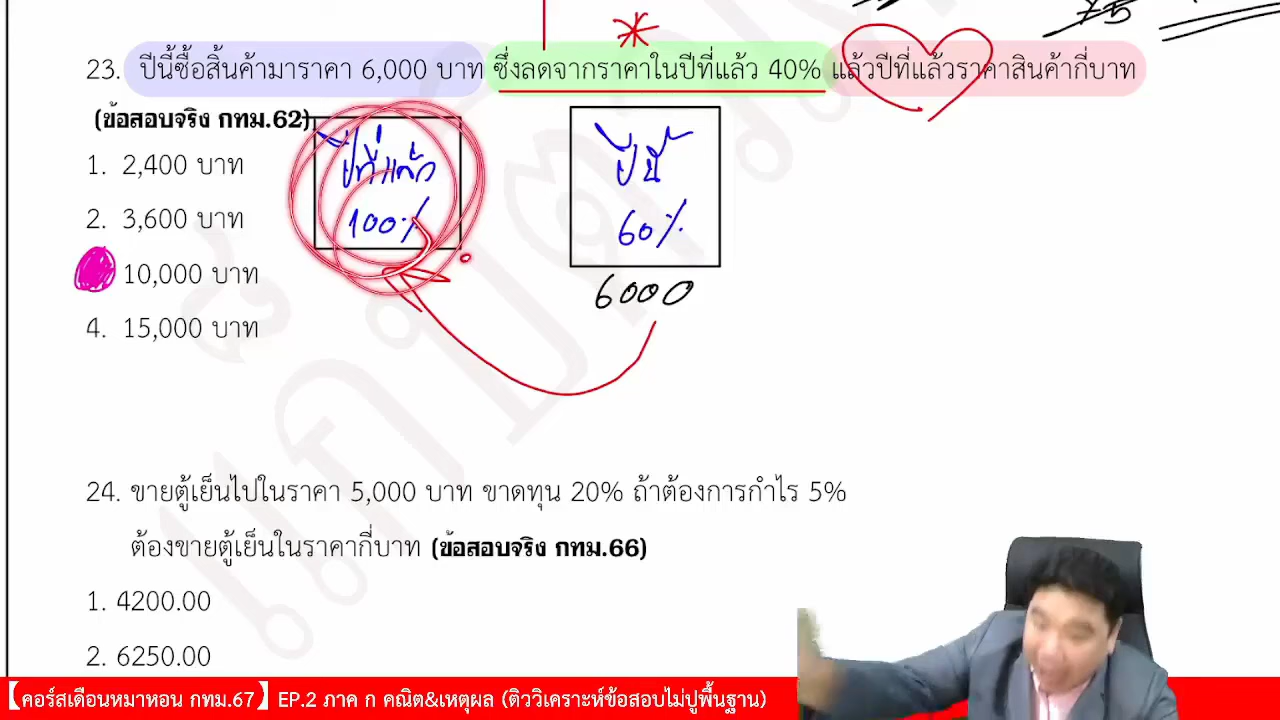 23. ปีนี้ซื้อสิ้นค้ามาราคา 6,000 บาท ซึ่งลดจากราคาในปีที่แล้ว 40% แล้วปีที่แล้วราคาสินค้ากี่บาท
(ข้อสอบจริง กทม.62)
1. 2,400 บาท
2. 3,600 บาท
10,000 บาท
4. 15,000 บาท
ปีที่แล้ว
100%
ปีนี้
60%
6000
24. ขายตู้เย็นไปในราคา 5,000 บาท ขาดทุน 20% ถ้าต้องการกำไร 5%
ต้องขายตู้เย็นในราคากี่บาท (ข้อสอบจริง กทม.66)
1. 4200.00
2. 6250.00
【คอร์สเดือนหมาหอน กทม.67】 EP.2 ภาค ก คณิต&เหตุผล (ติววิเคราะห์ข้อสอบไม่ปูพื้นฐาน)